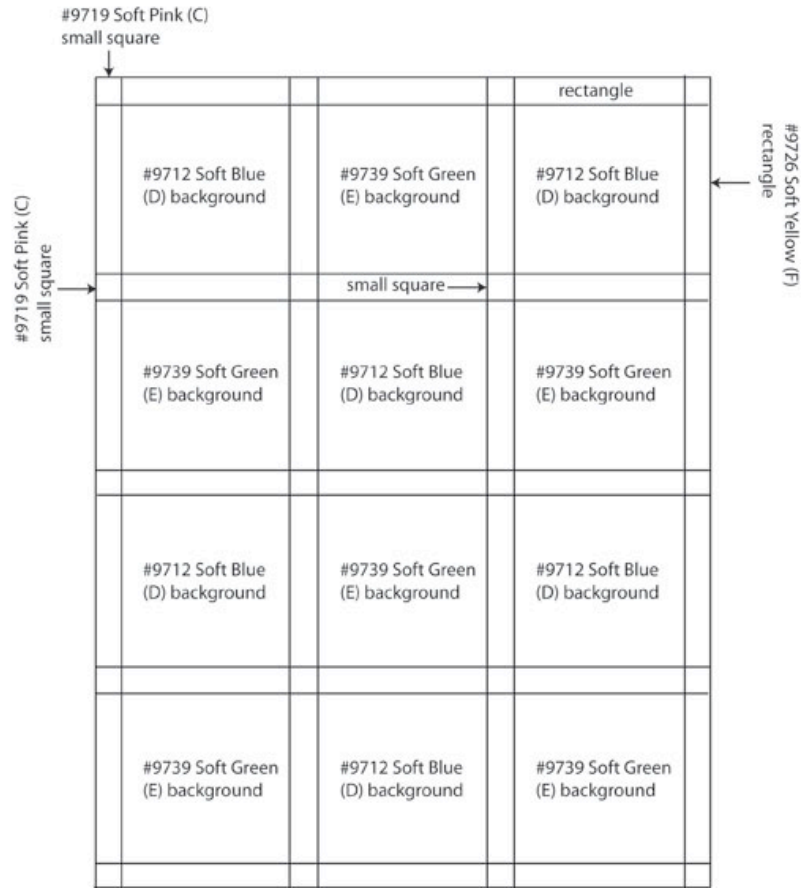 #9719 Soft Pink (C)
small square
rectangle
#9712 Soft Blue
(D) background
#9739 Soft Green
(E) background
#9712 Soft Blue
(D) background
#9726 Soft Yellow (F)
rectangle
#9719 Soft Pink (C)
small square
small square
#9739 Soft Green
(E) background
#9712 Soft Blue
(D) background
#9739 Soft Green
(E) background
#9712 Soft Blue
(D) background
#9739 Soft Green
(E) background
#9712 Soft Blue
(D) background
#9739 Soft Green
(E) background
#9712 Soft Blue
(D) background
#9739 Soft Green
(E) background